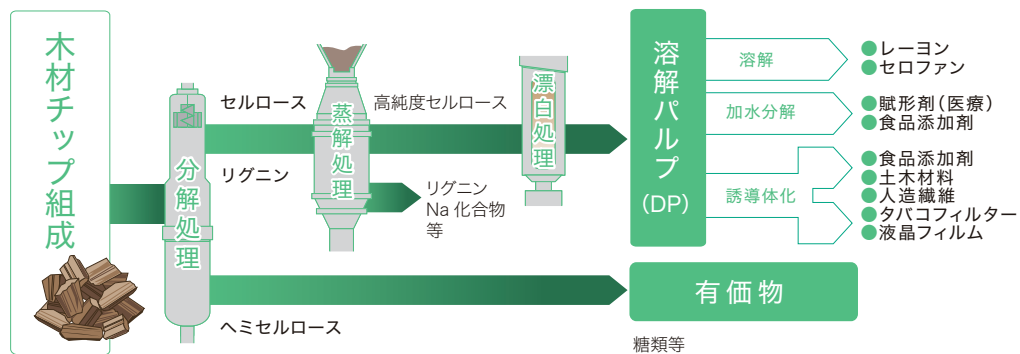 木材チップ組成
分解処理
セルロース
リグニン
ヘミセルロース
蒸解処理
高純度セルロース
リグニン
Na 化合物
等
漂白処理
溶解パルプ
(DP)
溶解
●レーヨン
●セロファン
加水分解
●賦形剤(医療)
●食品添加剤
誘導体化
●食品添加剤
●土木材料
●人造繊維
●タバコフィルター
●液晶フィルム
有価物
糖類等